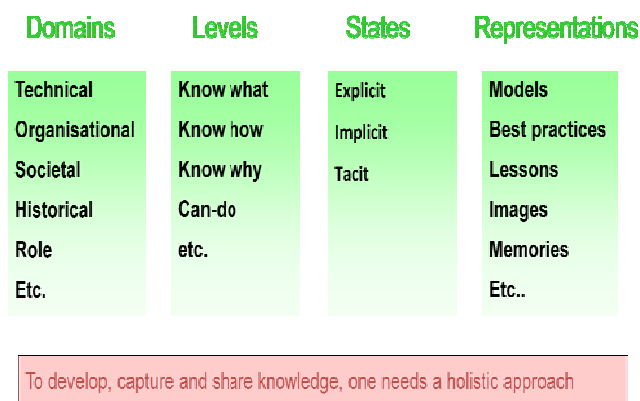 Domains
Technical
Organisational
Societal
Historical
Role
Etc.
Levels
Know what
Know how
Know why
Can-do
etc.
States
Explicit
Implicit
Tacit
Representations
Models
Best practices
Lessons
Images
Memories
Etc..
To develop, capture and share knowledge, one needs a holistic approach